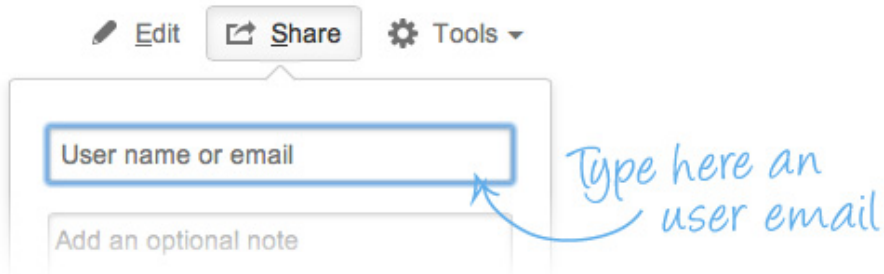 Edit Share Tools
User name or email
Type here an
user email
Add an optional note